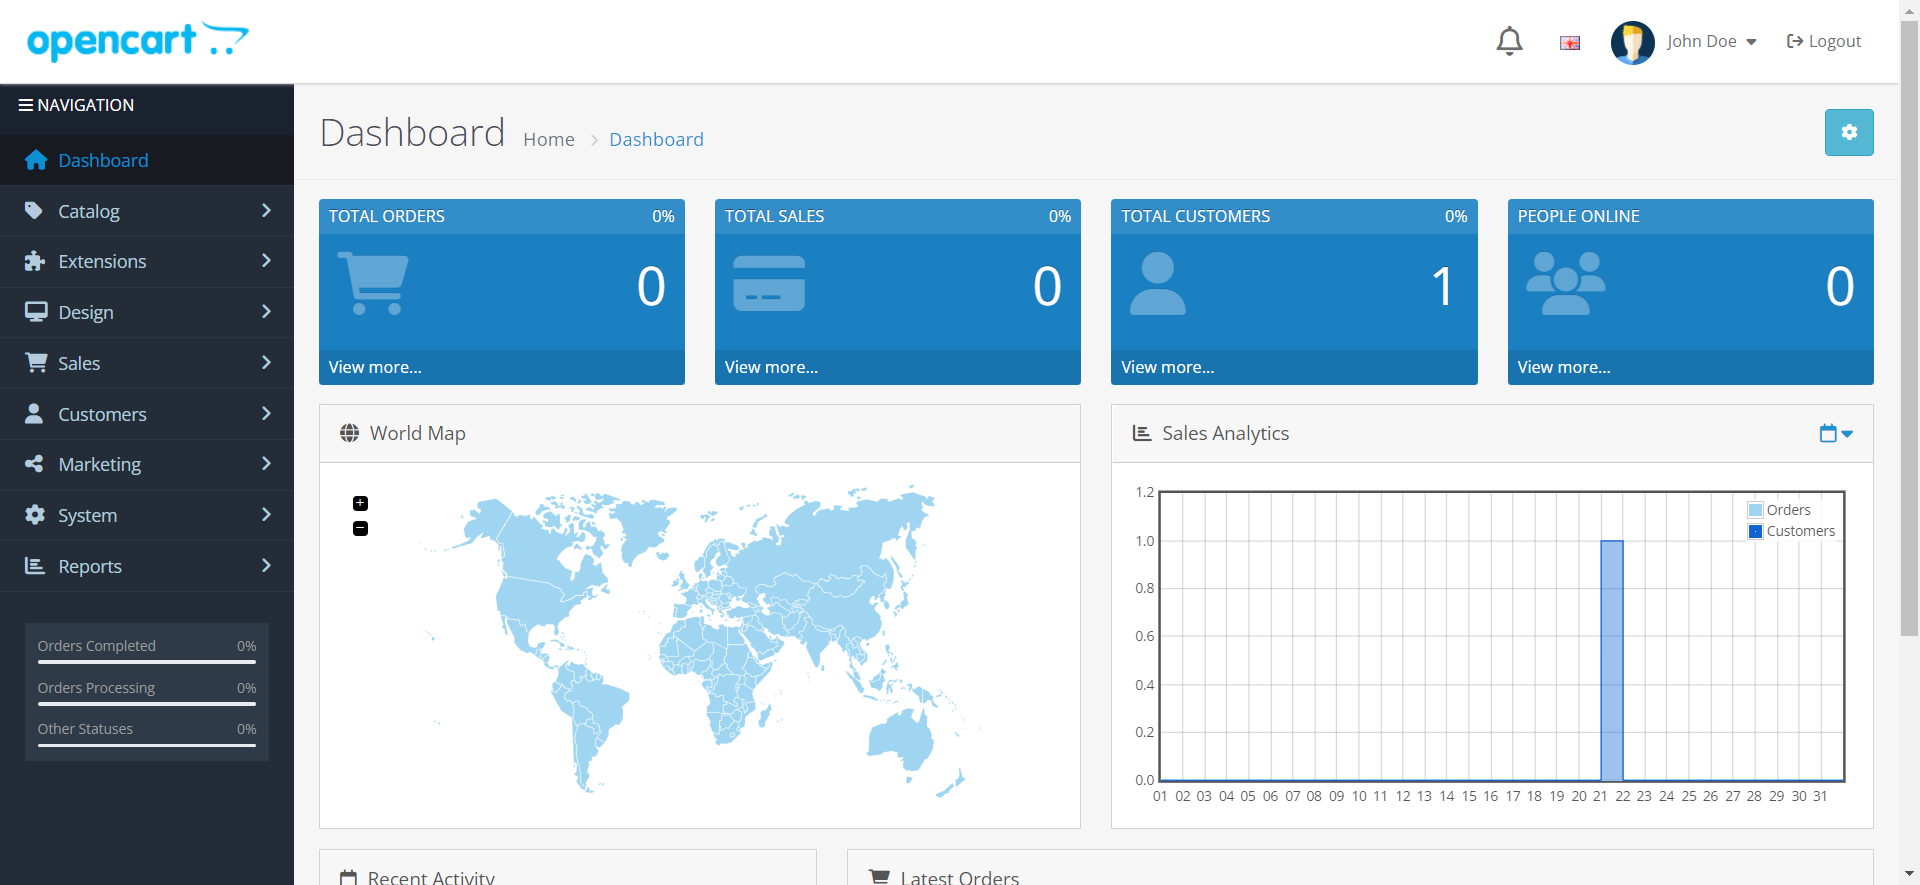 opencart
John Doe
Logout
NAVIGATION
Dashboard
Catalog
Extensions
Design
Sales
Customers
Marketing
System
Reports
Orders Completed 0%
Orders Processing 0%
Other Statuses 0%
Dashboard Home Dashboard
TOTAL ORDERS 0%
0
View more...
TOTAL SALES 0%
0
View more...
TOTAL CUSTOMERS 0%
1
View more...
PEOPLE ONLINE
0
View more...
World Map
+
−
Sales Analytics
Orders
Customers
1.2
1.0
0.8
0.6
0.4
0.2
0.0
01 02 03 04 05 06 07 08 09 10 11 12 13 14 15 16 17 18 19 20 21 22 23 24 25 26 27 28 29 30 31
Recent Activity
Latest Orders